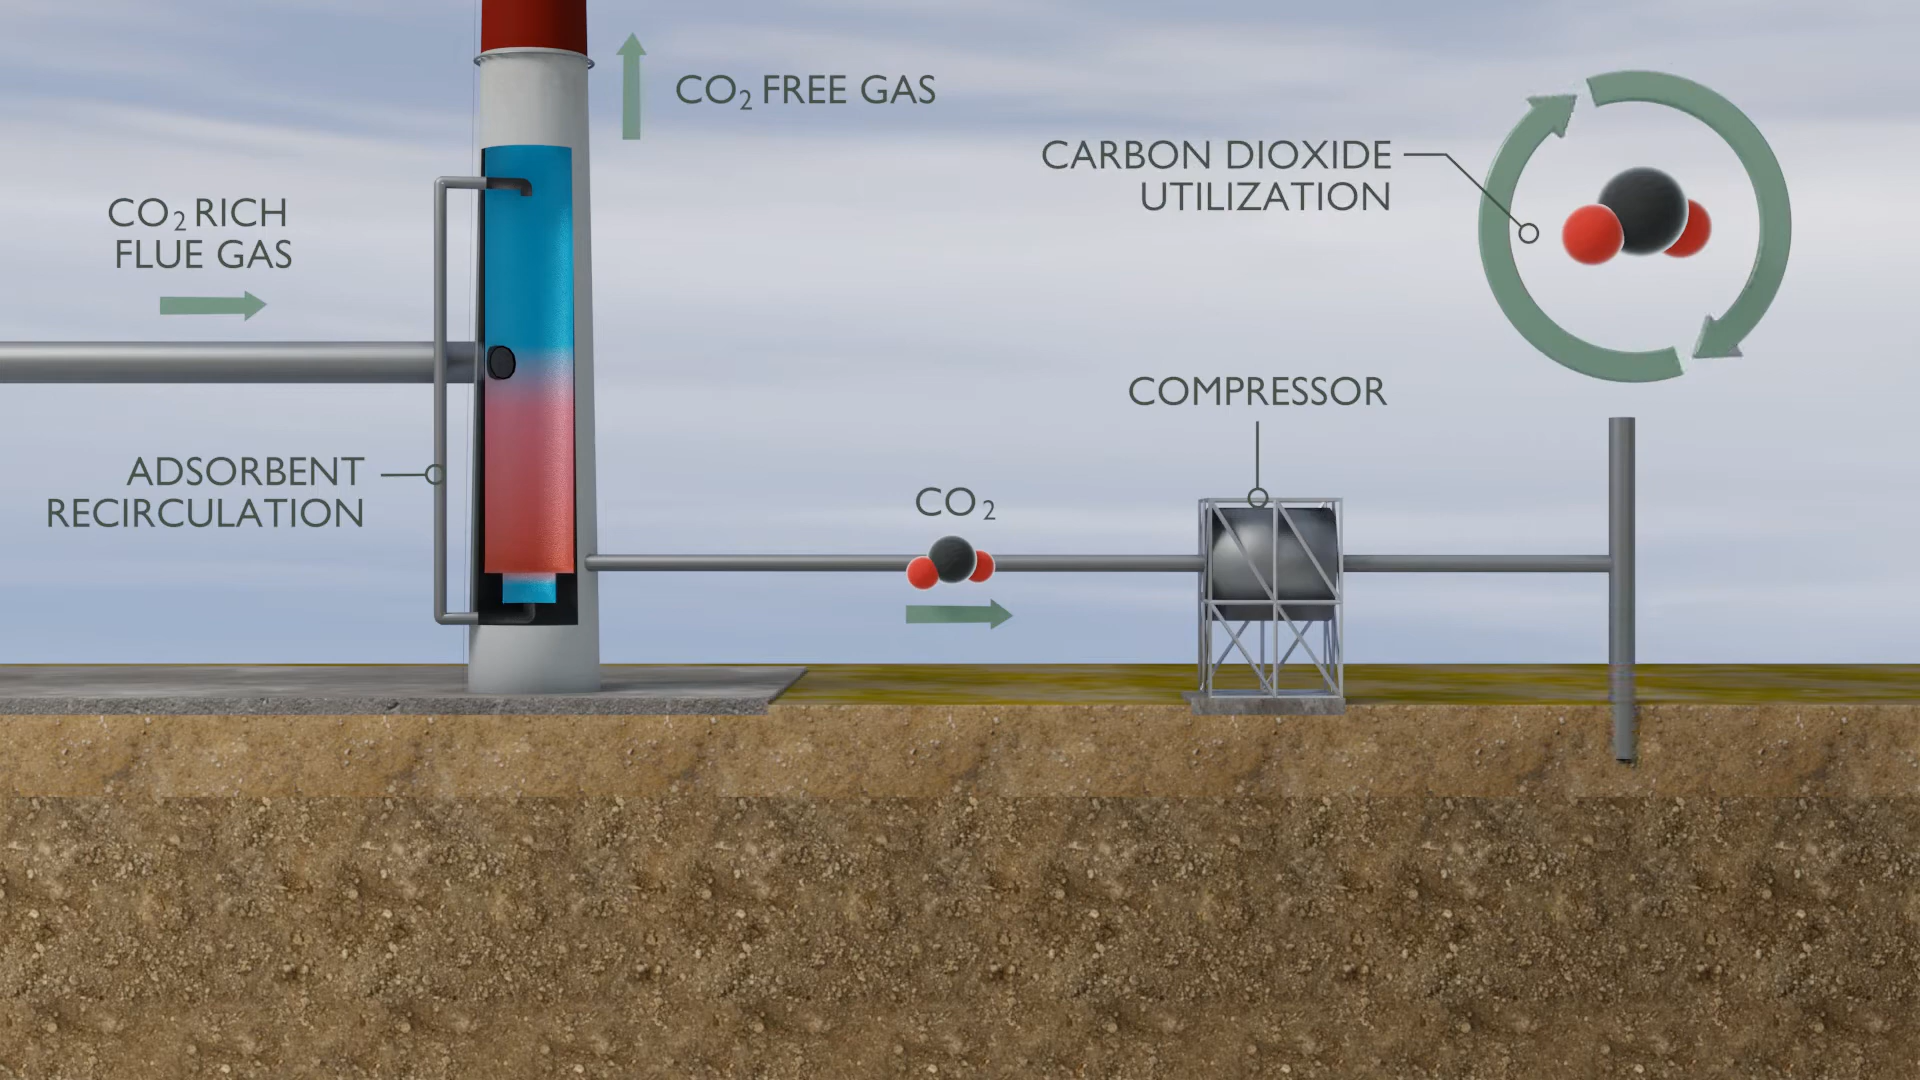 CO₂ FREE GAS
CARBON DIOXIDE
UTILIZATION
CO₂ RICH
FLUE GAS
COMPRESSOR
ADSORBENT
RECIRCULATION
CO₂